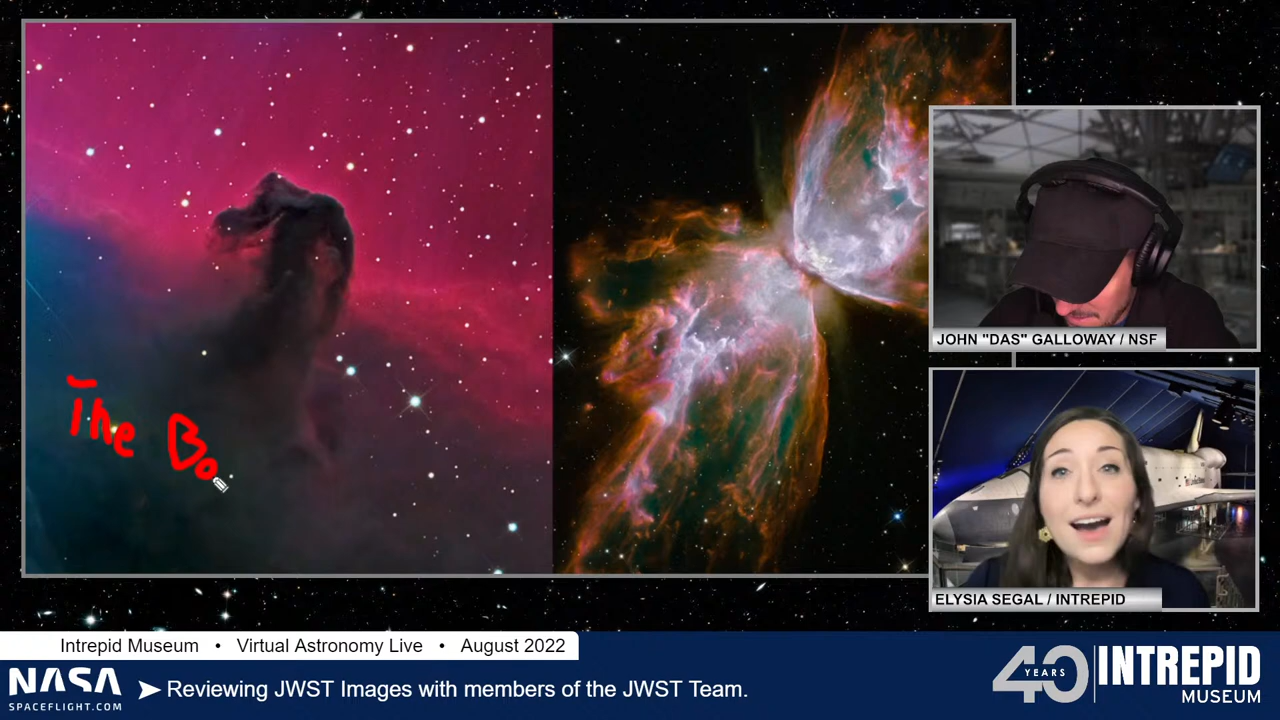 The Bo
JOHN "DAS" GALLOWAY / NSF
ELYSIA SEGAL / INTREPID
Intrepid Museum • Virtual Astronomy Live • August 2022
NASA
SPACEFLIGHT.COM
Reviewing JWST Images with members of the JWST Team.
40
YEARS
INTREPID
MUSEUM